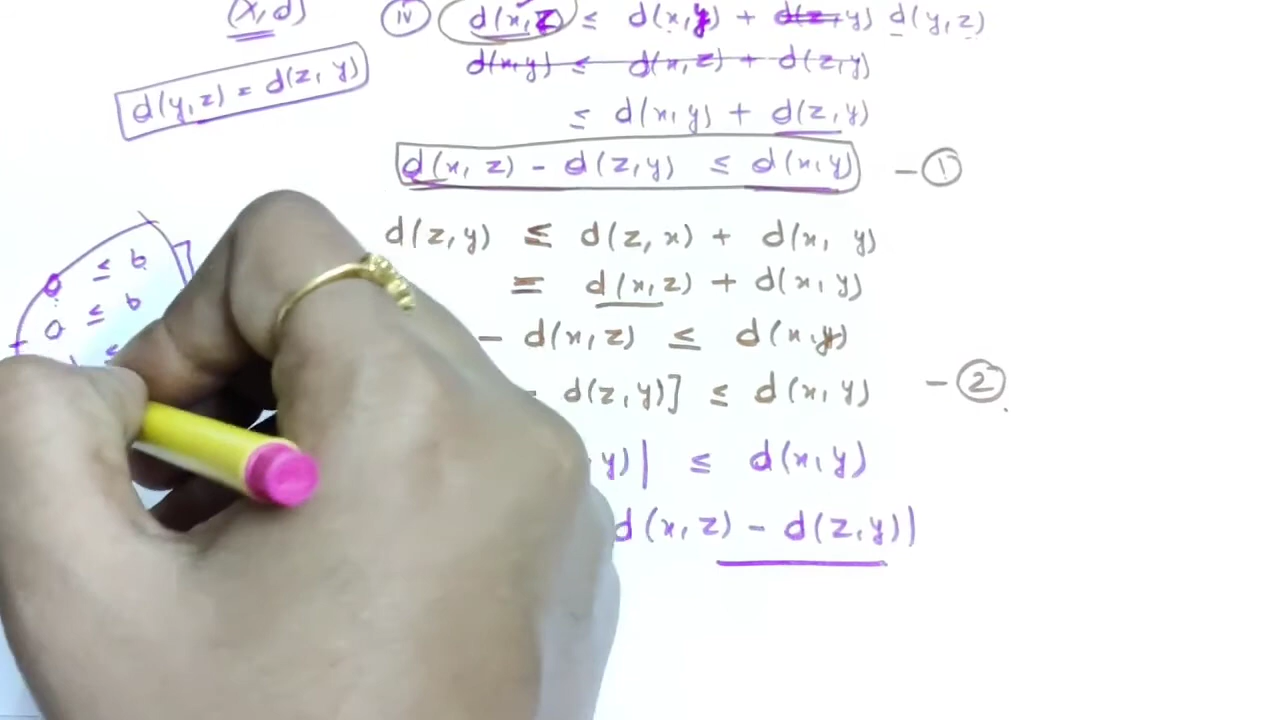 (X, d)
(iv) d(x, z) ≤ d(x, y) + d(z, y) d(y, z)
d(y, z) = d(z, y)
d(x, y) ≤ d(x, z) + d(z, y)
≤ d(x, y) + d(z, y)
d(x, z) - d(z, y) ≤ d(x, y) - ①
d(z, y) ≤ d(z, x) + d(x, y)
= d(x, z) + d(x, y)
- d(x, z) ≤ d(x, y)
- d(z, y)] ≤ d(x, y) - ②
y)| ≤ d(x, y)
d(x, z) - d(z, y)|
≤ b
≤ b
≤